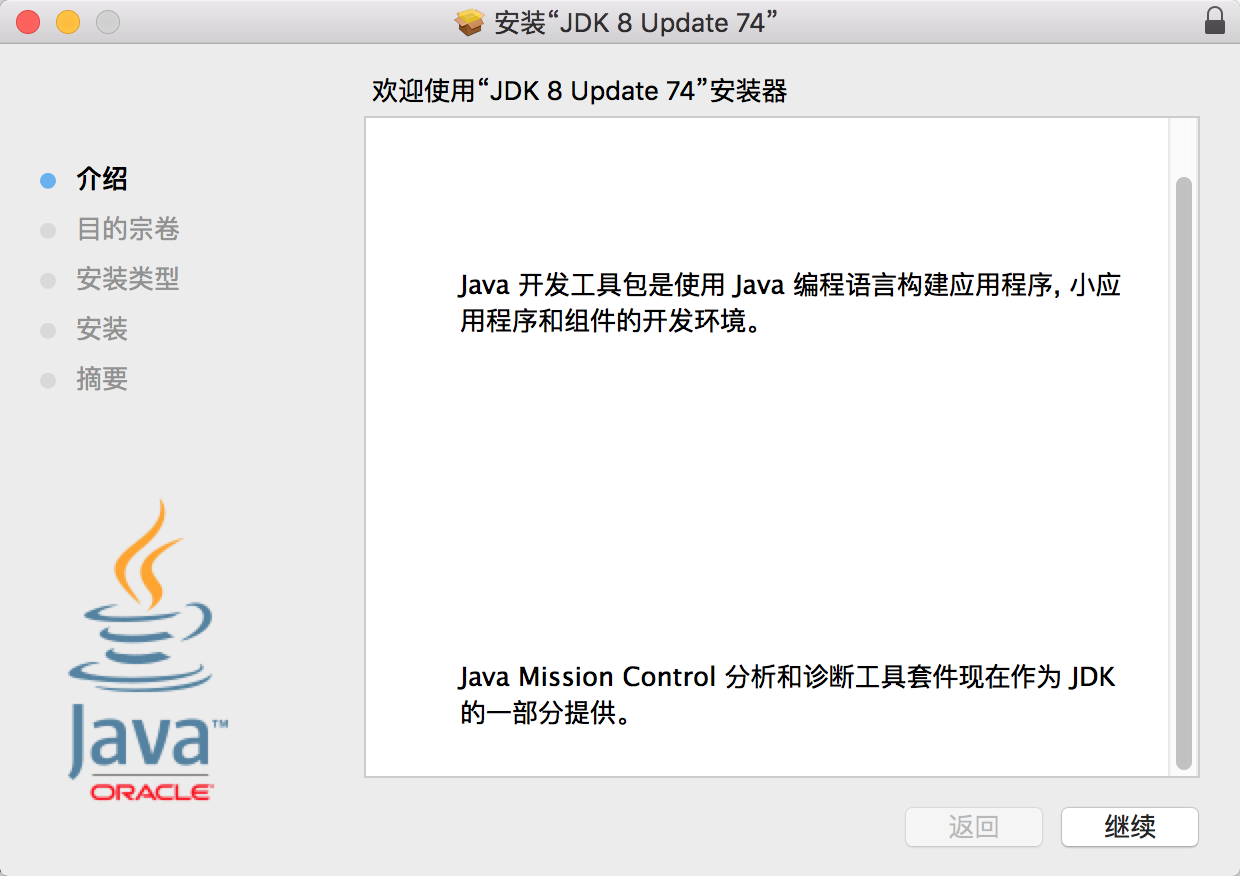 安装“JDK 8 Update 74”
欢迎使用“JDK 8 Update 74”安装器
介绍
目的宗卷
安装类型
安装
摘要
Java 开发工具包是使用 Java 编程语言构建应用程序, 小应
用程序和组件的开发环境。
Java Mission Control 分析和诊断工具套件现在作为 JDK
的一部分提供。
Java™
ORACLE
返回
继续